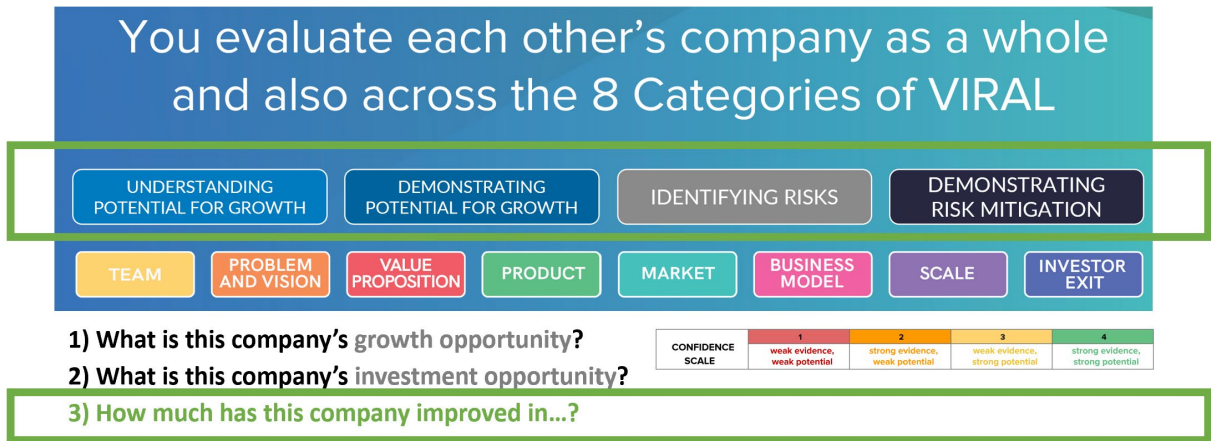 You evaluate each other's company as a whole
and also across the 8 Categories of VIRAL
UNDERSTANDING
POTENTIAL FOR GROWTH
DEMONSTRATING
POTENTIAL FOR GROWTH
IDENTIFYING RISKS
DEMONSTRATING
RISK MITIGATION
TEAM
PROBLEM
AND VISION
VALUE
PROPOSITION
PRODUCT
MARKET
BUSINESS
MODEL
SCALE
INVESTOR
EXIT
1) What is this company's growth opportunity?
2) What is this company's investment opportunity?
3) How much has this company improved in...?
CONFIDENCE
SCALE
1
weak evidence,
weak potential
2
strong evidence,
weak potential
3
weak evidence,
strong potential
4
strong evidence,
strong potential